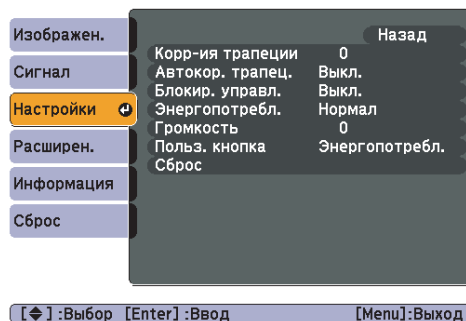 Изображен.
Сигнал
Настройки
Расширен.
Информация
Сброс
Назад
Корр-ия трапеции 0
Автокор. трапец. Выкл.
Блокир. управл. Выкл.
Энергопотребл. Нормал
Громкость 0
Польз. кнопка Энергопотребл.
Сброс
[◆] :Выбор [Enter] :Ввод [Menu]:Выход